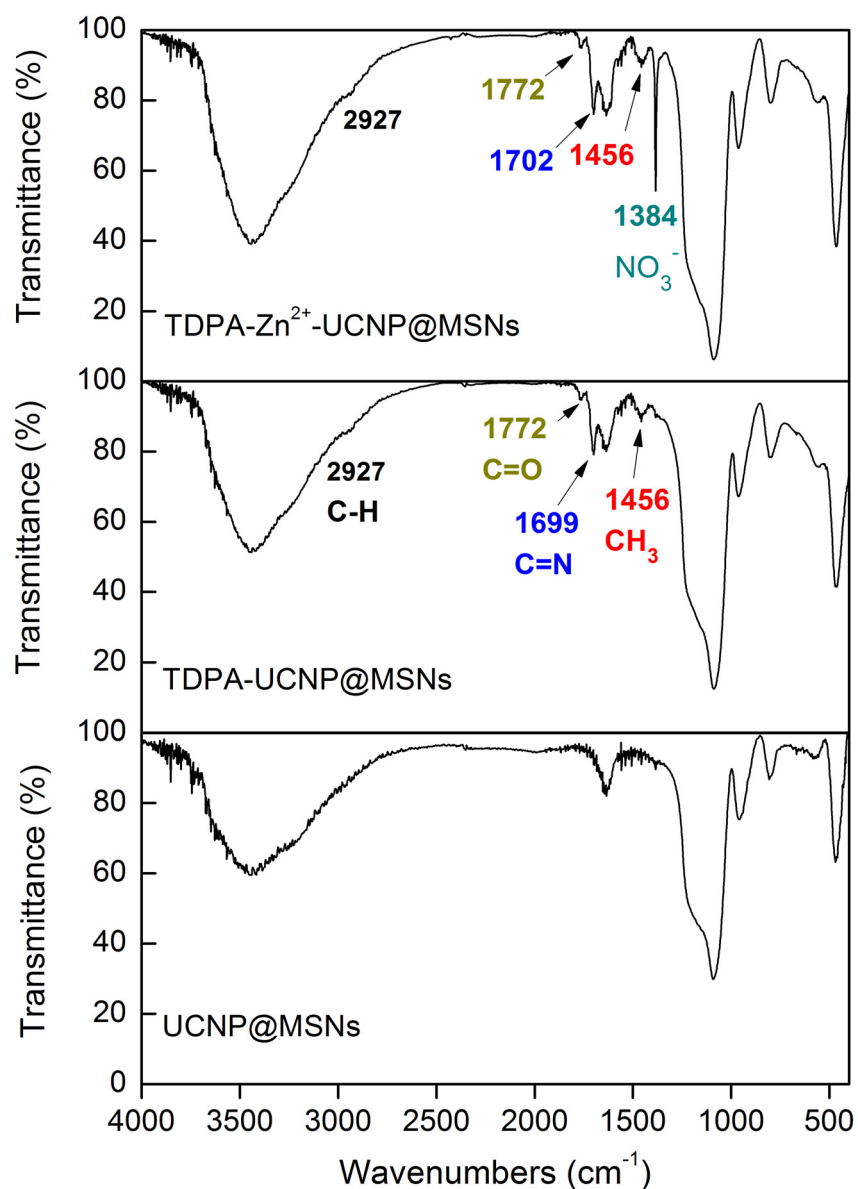 100
80
60
40
20
Transmittance (%)
1772
2927
1702
1456
1384
NO₃⁻
TDPA-Zn²⁺-UCNP@MSNs
100
80
60
40
20
Transmittance (%)
1772
C=O
2927
C-H
1699
C=N
1456
CH₃
TDPA-UCNP@MSNs
100
80
60
40
20
0
Transmittance (%)
UCNP@MSNs
4000 3500 3000 2500 2000 1500 1000 500
Wavenumbers (cm⁻¹)